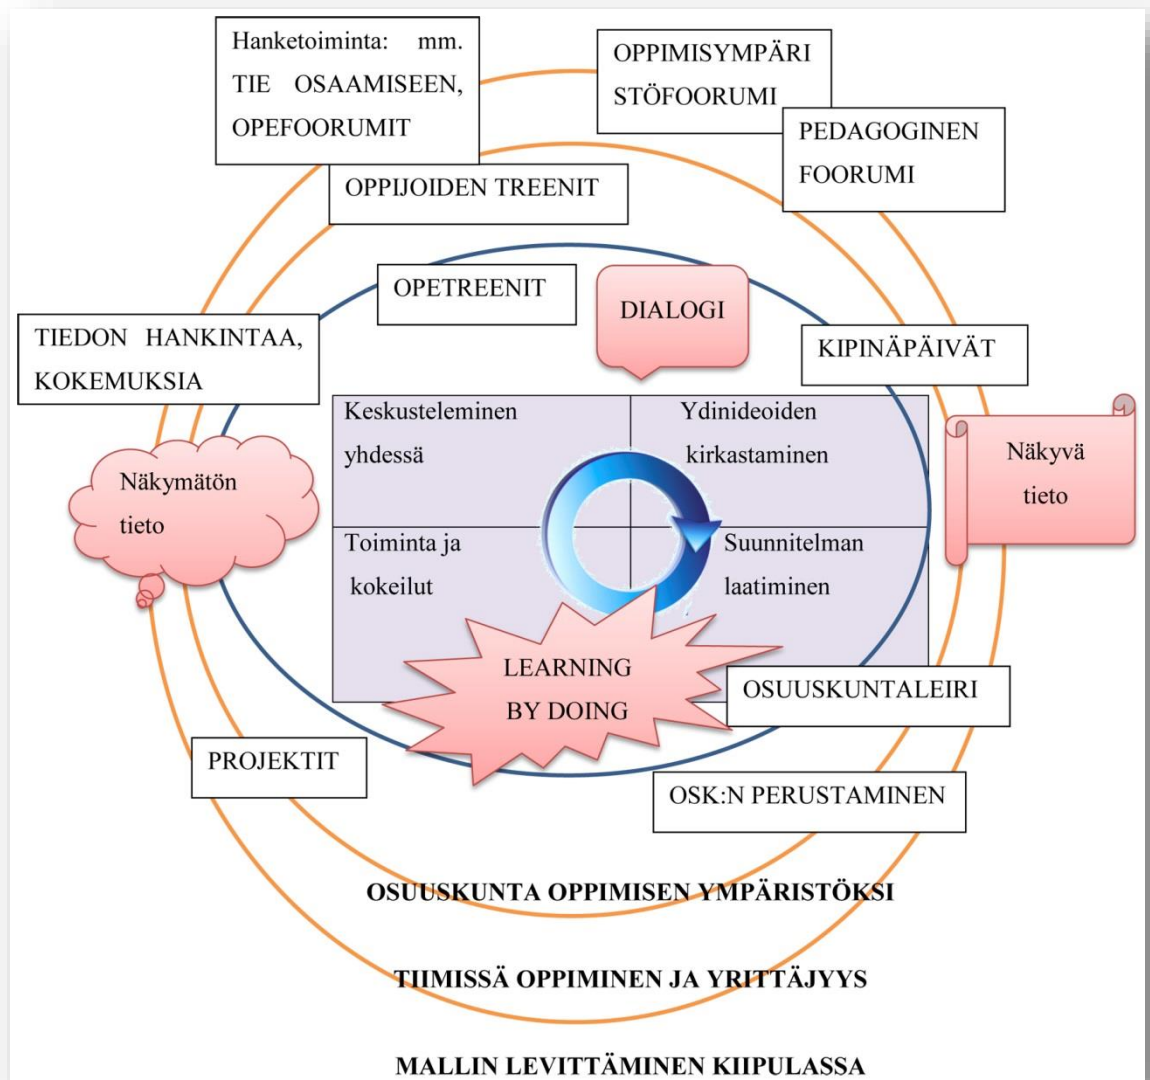 Hanketoiminta: mm.
TIE OSAAMISEEN,
OPEFOORUMIT
OPPIMISYMPÄRI
STÖFOORUMI
PEDAGOGINEN
FOORUMI
OPPIJOIDEN TREENIT
OPETREENIT
DIALOGI
TIEDON HANKINTAA,
KOKEMUKSIA
KIPINÄPÄIVÄT
Keskusteleminen
yhdessä
Ydinideoiden
kirkastaminen
Näkymätön
tieto
Näkyvä
tieto
Toiminta ja
kokeilut
Suunnitelman
laatiminen
LEARNING
BY DOING
OSUUSKUNTALEIRI
PROJEKTIT
OSK:N PERUSTAMINEN
OSUUSKUNTA OPPIMISEN YMPÄRISTÖKSI
TIIMISSÄ OPPIMINEN JA YRITTÄJYYS
MALLIN LEVITTÄMINEN KIIPULASSA